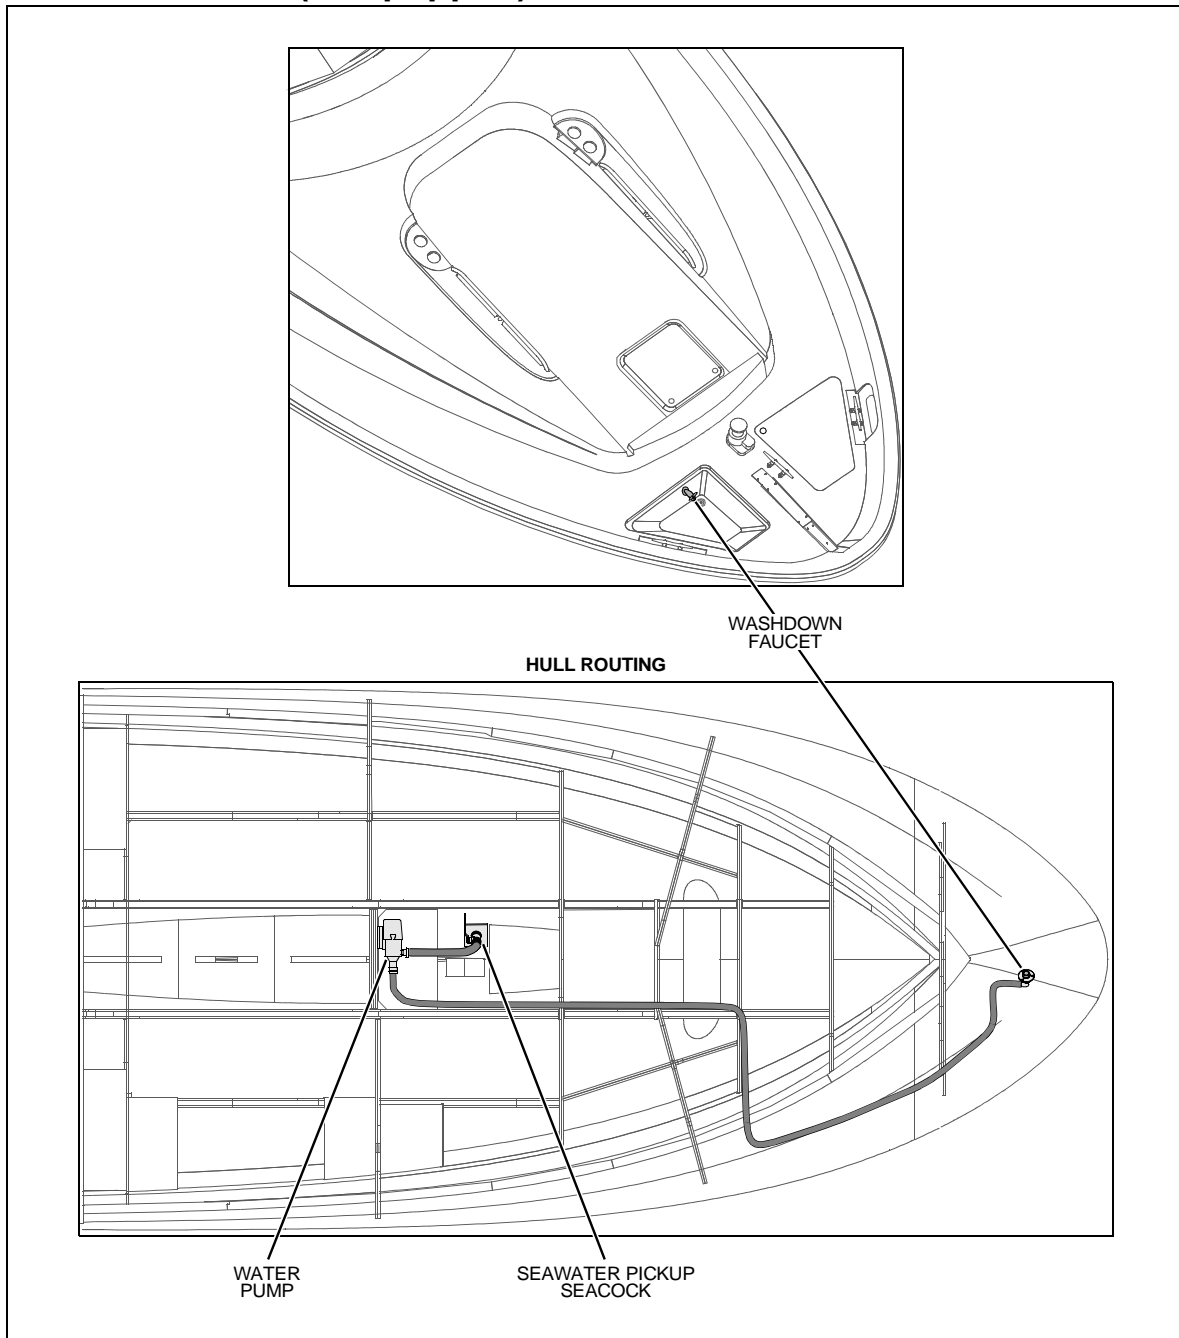 WASHDOWN
FAUCET
HULL ROUTING
WATER
PUMP
SEAWATER PICKUP
SEACOCK